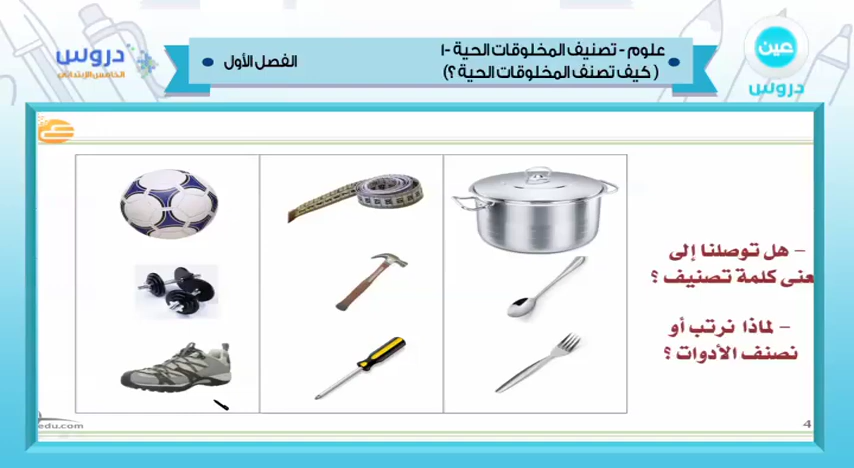 عين
دروس
علوم - تصنيف المخلوقات الحية -١
( كيف تصنف المخلوقات الحية ؟)
الفصل الأول
دروس
الخامس الابتدائي
– هل توصلنا إلى
عنى كلمة تصنيف ؟
– لماذا نرتب أو
نصنف الأدوات ؟
edu.com
4